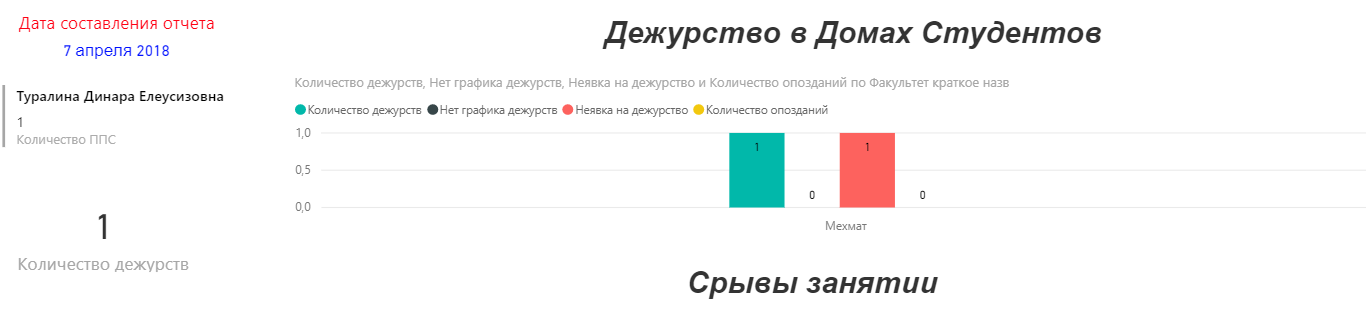 Дата составления отчета
7 апреля 2018
Туралина Динара Елеусизовна
1
Количество ППС
1
Количество дежурств
Дежурство в Домах Студентов
Количество дежурств, Нет графика дежурств, Неявка на дежурство и Количество опозданий по Факультет краткое назв
Количество дежурств Нет графика дежурств Неявка на дежурство Количество опозданий
1,0
1 1
0,5
0 0
0,0
Мехмат
Срывы занятии